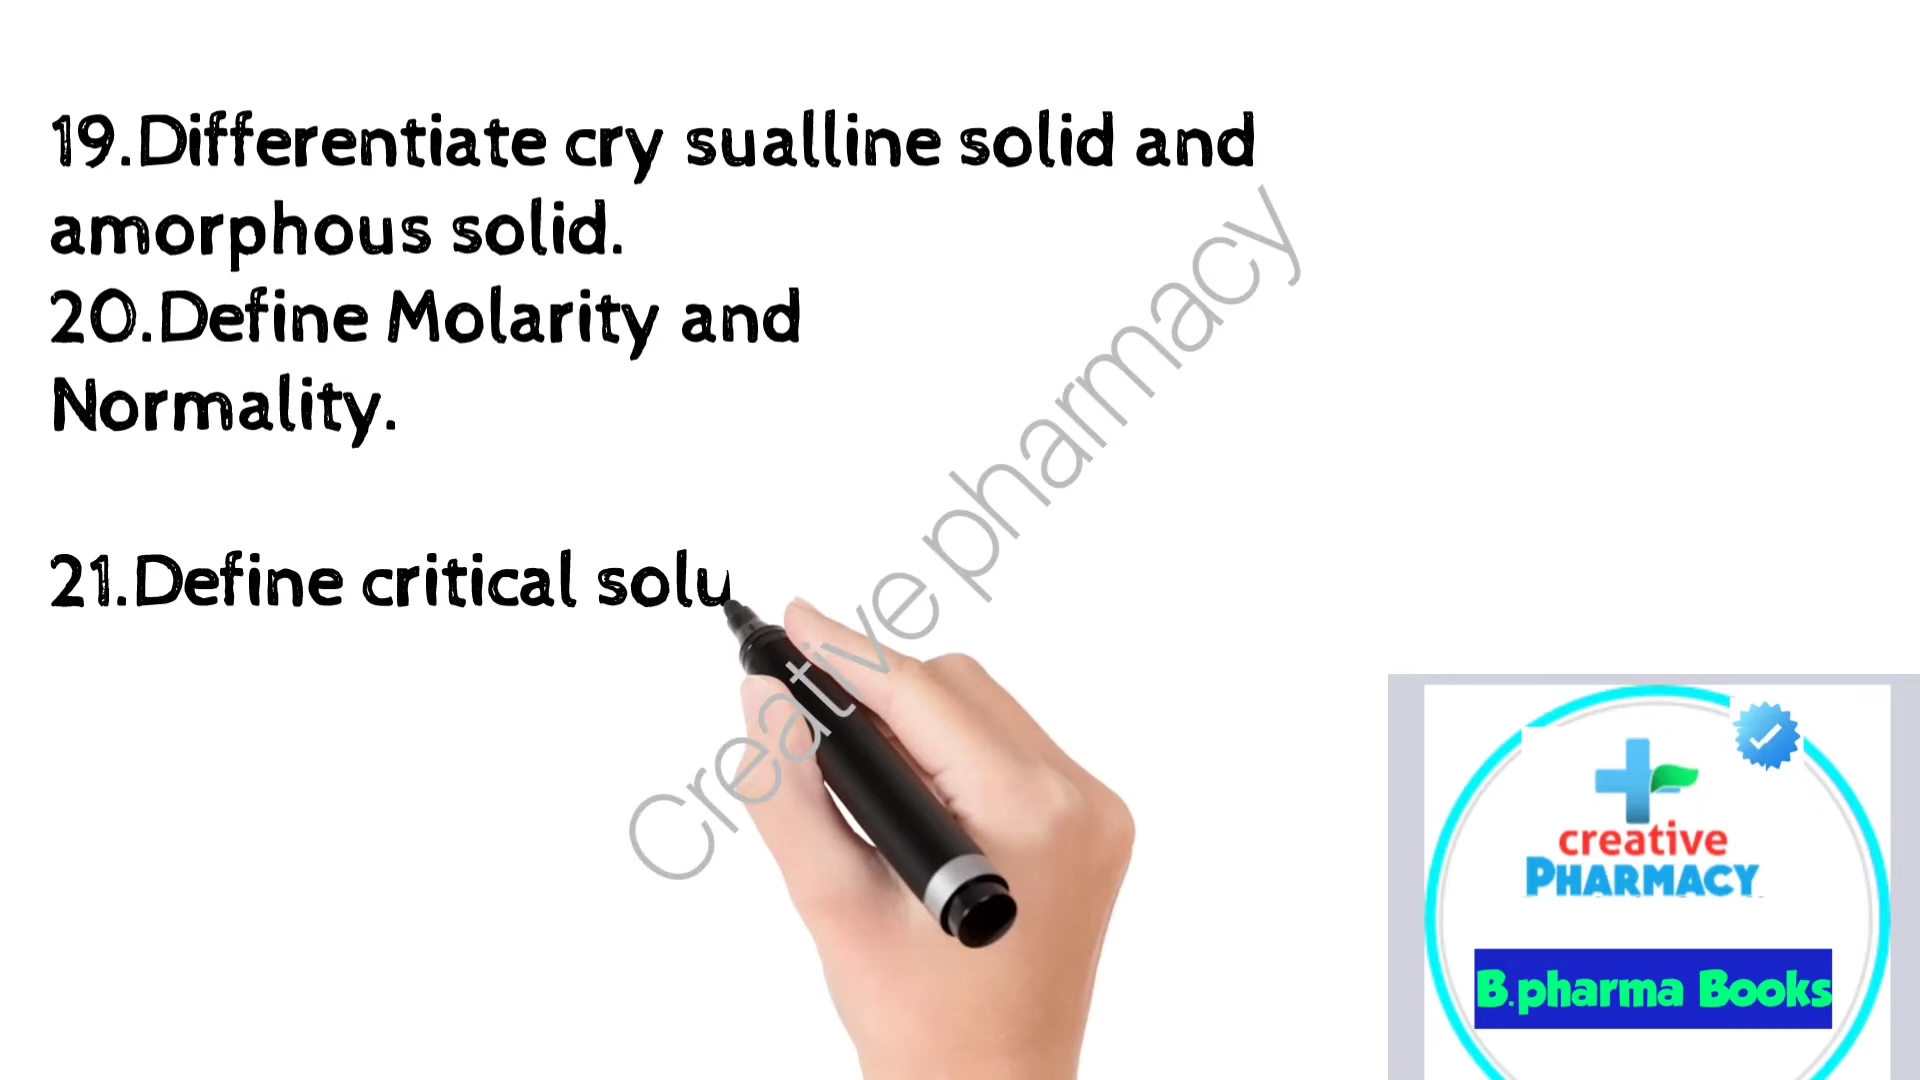 19.Differentiate cry sualline solid and
amorphous solid.
20.Define Molarity and
Normality.
21.Define critical solu
Creative pharmacy
creative
PHARMACY
B.pharma Books